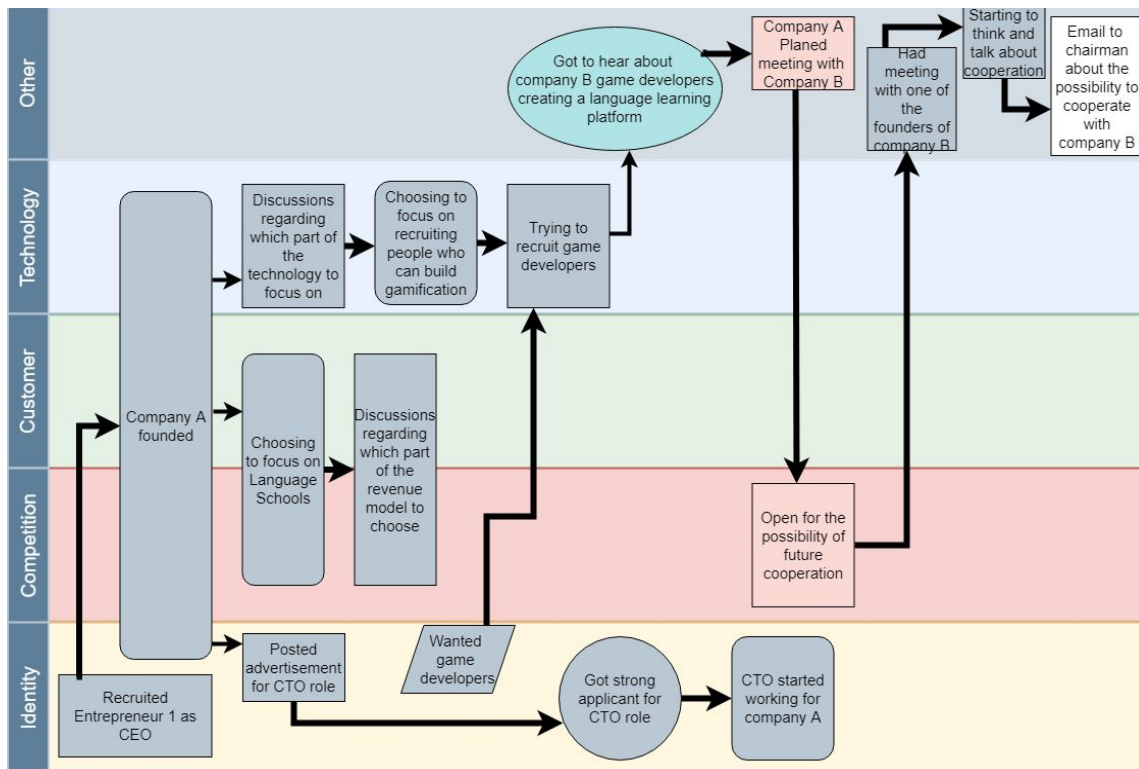 Other
Technology
Customer
Competition
Identity
Got to hear about
company B game developers
creating a language learning
platform
Company A
Planed
meeting with
Company B
Had
meeting
with one of
the
founders of
company B
Starting to
think and
talk about
cooperation
Email to
chairman
about the
possibility to
cooperate
with
company B
Discussions
regarding
which part of
the
technology to
focus on
Choosing to
focus on
recruiting
people who
can build
gamification
Trying to
recruit game
developers
Company A
founded
Choosing
to focus on
Language
Schools
Discussions
regarding
which part
of the
revenue
model to
choose
Open for the
possibility of
future
cooperation
Recruited
Entrepreneur 1 as
CEO
Posted
advertisement
for CTO role
Wanted
game
developers
Got strong
applicant for
CTO role
CTO started
working for
company A